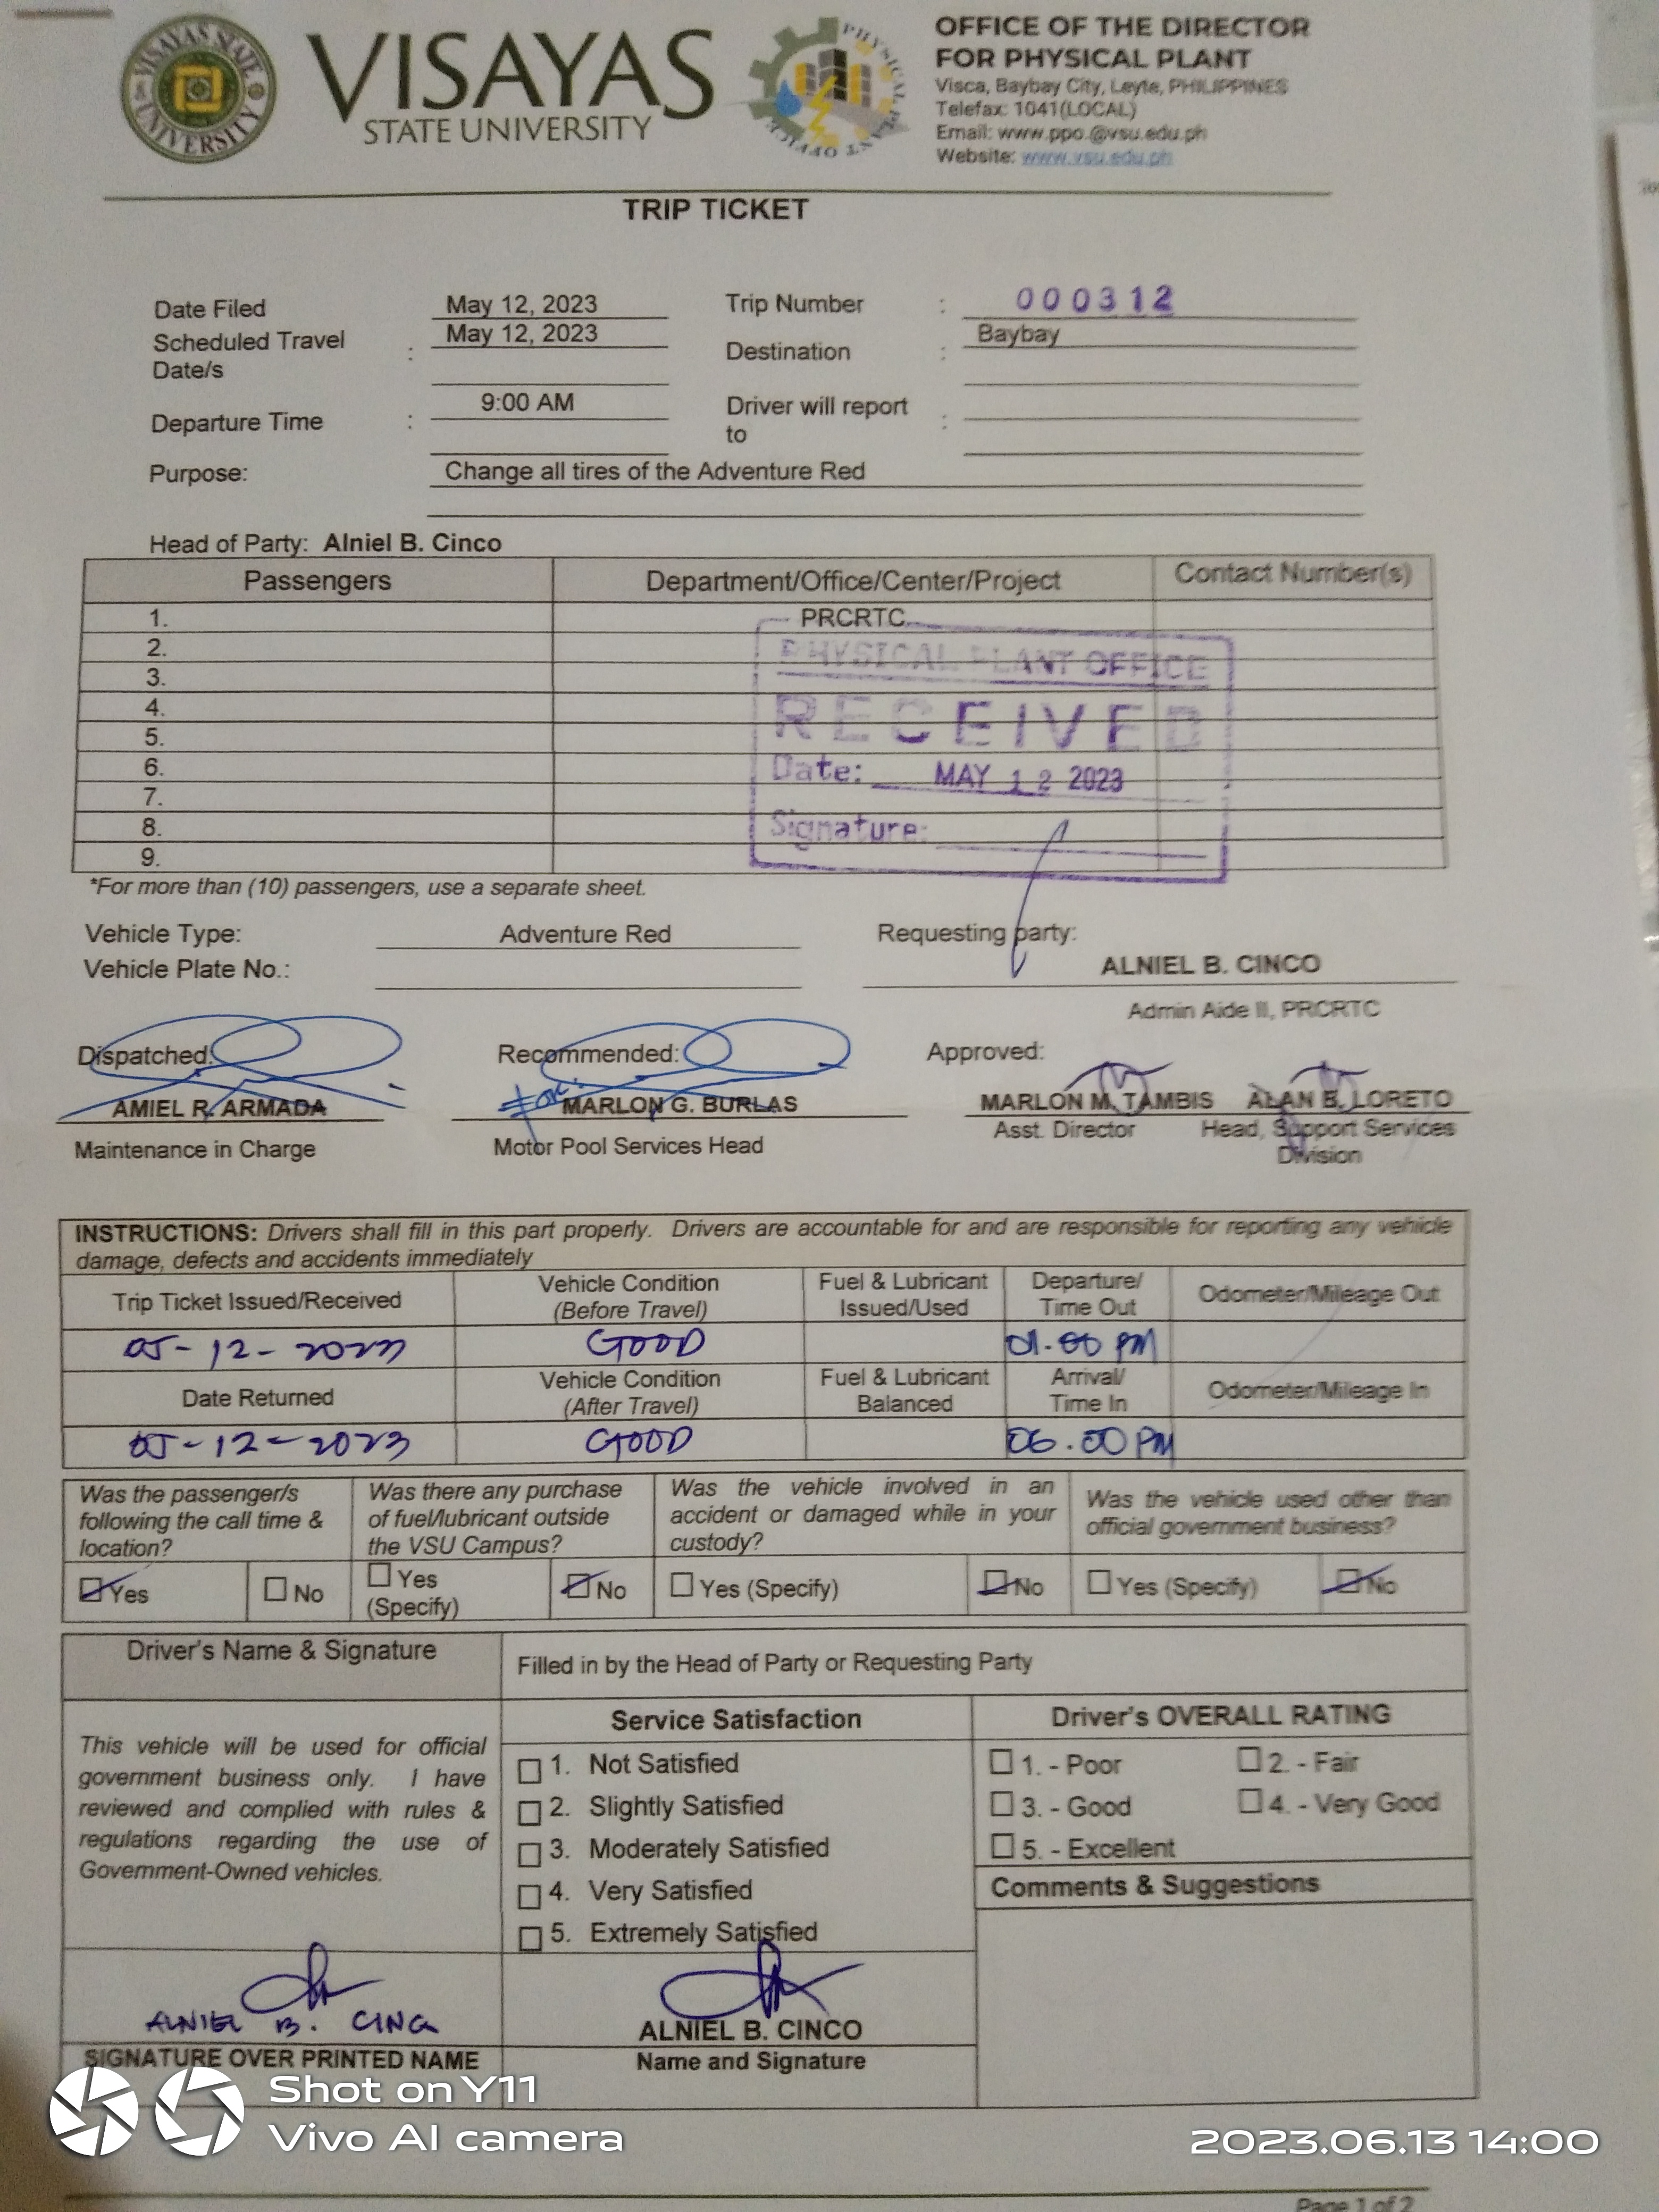 VISAYAS STATE UNIVERSITY
VISAYAS
STATE UNIVERSITY
PHYSICAL PLANT OFFICE
OFFICE OF THE DIRECTOR
FOR PHYSICAL PLANT
Visca, Baybay City, Leyte, PHILIPPINES
Telefax: 1041(LOCAL)
Email: www.ppo.@vsu.edu.ph
Website: www.vsu.edu.ph
TRIP TICKET
Date Filed May 12, 2023 Trip Number : 000312
Scheduled Travel Date/s : May 12, 2023 Destination : Baybay
Departure Time : 9:00 AM Driver will report to :
Purpose: Change all tires of the Adventure Red
Head of Party: Alniel B. Cinco
Passengers Department/Office/Center/Project Contact Number(s)
1. PRCRTC
2.
3.
4.
5.
6.
7.
8.
9.
PHYSICAL PLANT OFFICE
RECEIVED
Date: MAY 12 2023
Signature:
*For more than (10) passengers, use a separate sheet.
Vehicle Type: Adventure Red Requesting party:
Vehicle Plate No.: ALNIEL B. CINCO
Admin Aide II, PRCRTC
Dispatched: Recommended: Approved:
AMIEL R. ARMADA for: MARLON G. BURLAS MARLON M. TAMBIS ALAN B. LORETO
Maintenance in Charge Motor Pool Services Head Asst. Director Head, Support Services
Division
INSTRUCTIONS: Drivers shall fill in this part properly. Drivers are accountable for and are responsible for reporting any vehicle
damage, defects and accidents immediately
Trip Ticket Issued/Received Vehicle Condition (Before Travel) Fuel & Lubricant Issued/Used Departure/ Time Out Odometer/Mileage Out
05-12-2023 GOOD 01.00 PM
Date Returned Vehicle Condition (After Travel) Fuel & Lubricant Balanced Arrival/ Time In Odometer/Mileage In
05-12-2023 GOOD 06.00 PM
Was the passenger/s
following the call time &
location?
Was there any purchase
of fuel/lubricant outside
the VSU Campus?
Was the vehicle involved in an
accident or damaged while in your
custody?
Was the vehicle used other than
official government business?
Yes No Yes (Specify) No Yes (Specify) No Yes (Specify) No
Driver's Name & Signature
Filled in by the Head of Party or Requesting Party
This vehicle will be used for official
government business only. I have
reviewed and complied with rules &
regulations regarding the use of
Government-Owned vehicles.
Service Satisfaction
1. Not Satisfied
2. Slightly Satisfied
3. Moderately Satisfied
4. Very Satisfied
5. Extremely Satisfied
Driver's OVERALL RATING
1. - Poor 2. - Fair
3. - Good 4. - Very Good
5. - Excellent
Comments & Suggestions
ALNIEL B. CINCO
SIGNATURE OVER PRINTED NAME
ALNIEL B. CINCO
Name and Signature
Shot on Y11
Vivo AI camera
2023.06.13 14:00
Page 1 of 2